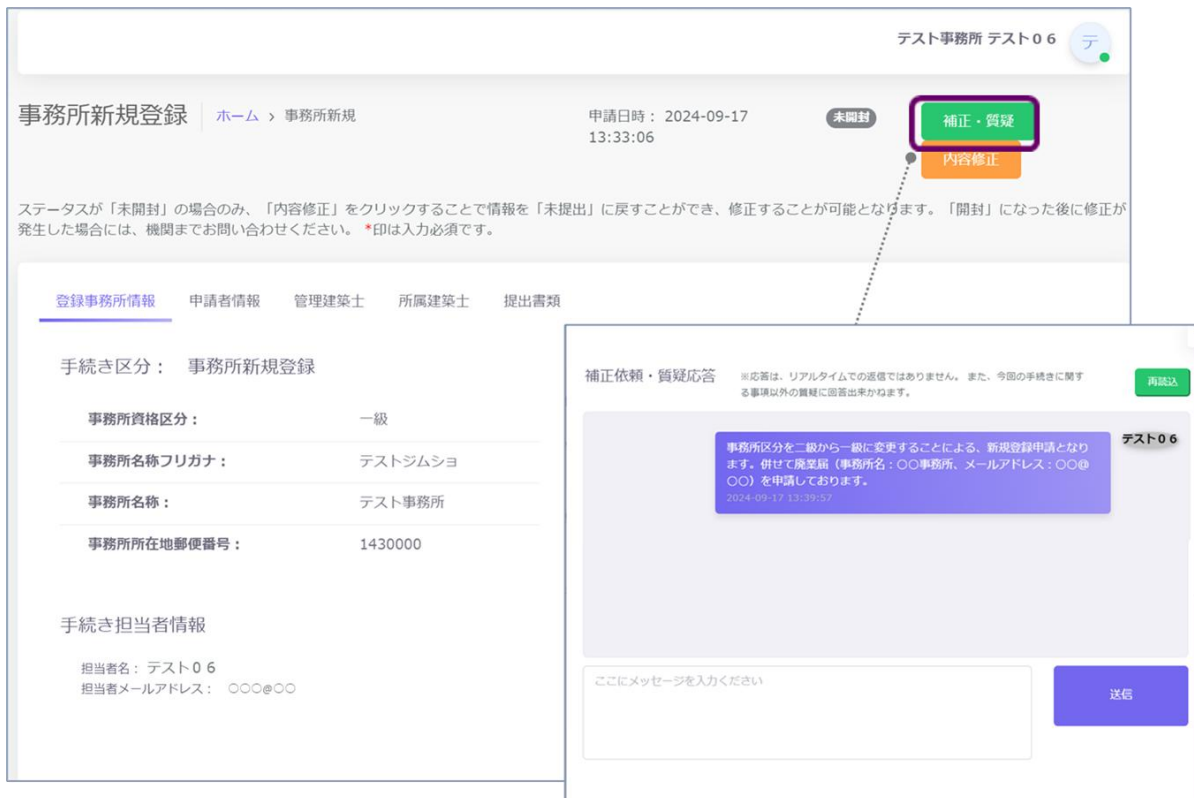 テスト事務所 テスト０６
テ
事務所新規登録
ホーム › 事務所新規
申請日時： 2024-09-17
13:33:06
未開封
補正・質疑
内容修正
ステータスが「未開封」の場合のみ、「内容修正」をクリックすることで情報を「未提出」に戻すことができ、修正することが可能となります。「開封」になった後に修正が
発生した場合には、機関までお問い合わせください。 *印は入力必須です。
登録事務所情報 申請者情報 管理建築士 所属建築士 提出書類
手続き区分： 事務所新規登録
事務所資格区分： 一級
事務所名称フリガナ： テストジムショ
事務所名称： テスト事務所
事務所所在地郵便番号： 1430000
手続き担当者情報
担当者名： テスト０６
担当者メールアドレス： 〇〇〇@〇〇
補正依頼・質疑応答
※応答は、リアルタイムでの返信ではありません。 また、今回の手続きに関す
る事項以外の質疑に回答出来かねます。
再読込
テスト０６
事務所区分を二級から一級に変更することによる、新規登録申請となり
ます。併せて廃業届（事務所名：〇〇事務所、メールアドレス：〇〇@
〇〇）を申請しております。
2024-09-17 13:39:57
ここにメッセージを入力ください
送信